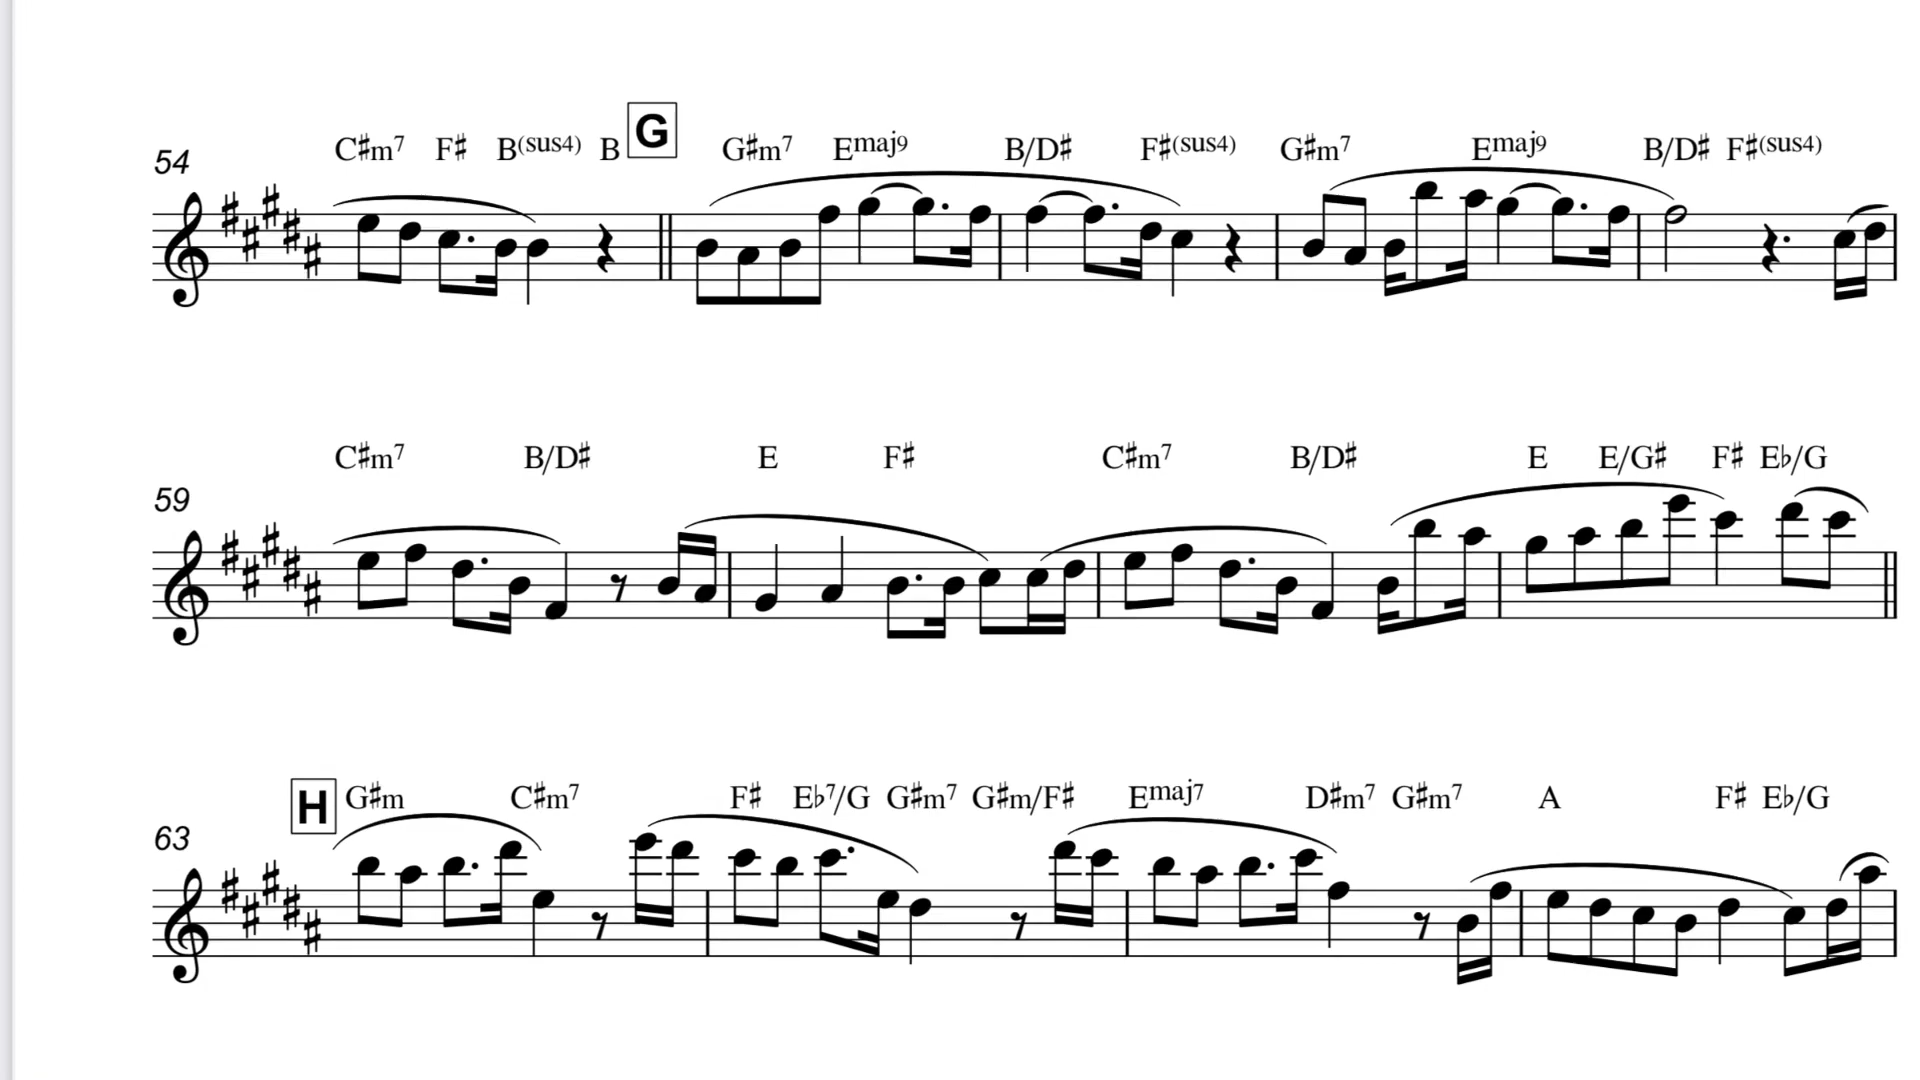 C♯m7 F♯ B(sus4) B G G♯m7 Emaj9 B/D♯ F♯(sus4) G♯m7 Emaj9 B/D♯ F♯(sus4)
54
C♯m7 B/D♯ E F♯ C♯m7 B/D♯ E E/G♯ F♯ E♭/G
59
H G♯m C♯m7 F♯ E♭7/G G♯m7 G♯m/F♯ Emaj7 D♯m7 G♯m7 A F♯ E♭/G
63